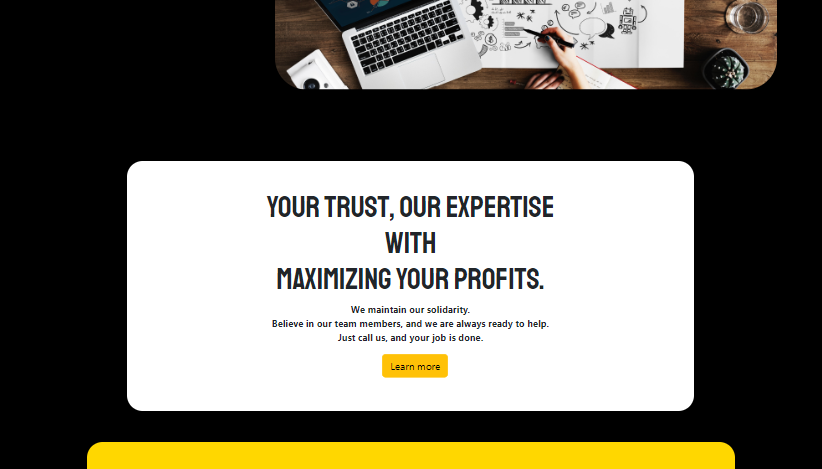 YOUR TRUST, OUR EXPERTISE
WITH
MAXIMIZING YOUR PROFITS.
We maintain our solidarity.
Believe in our team members, and we are always ready to help.
Just call us, and your job is done.
Learn more